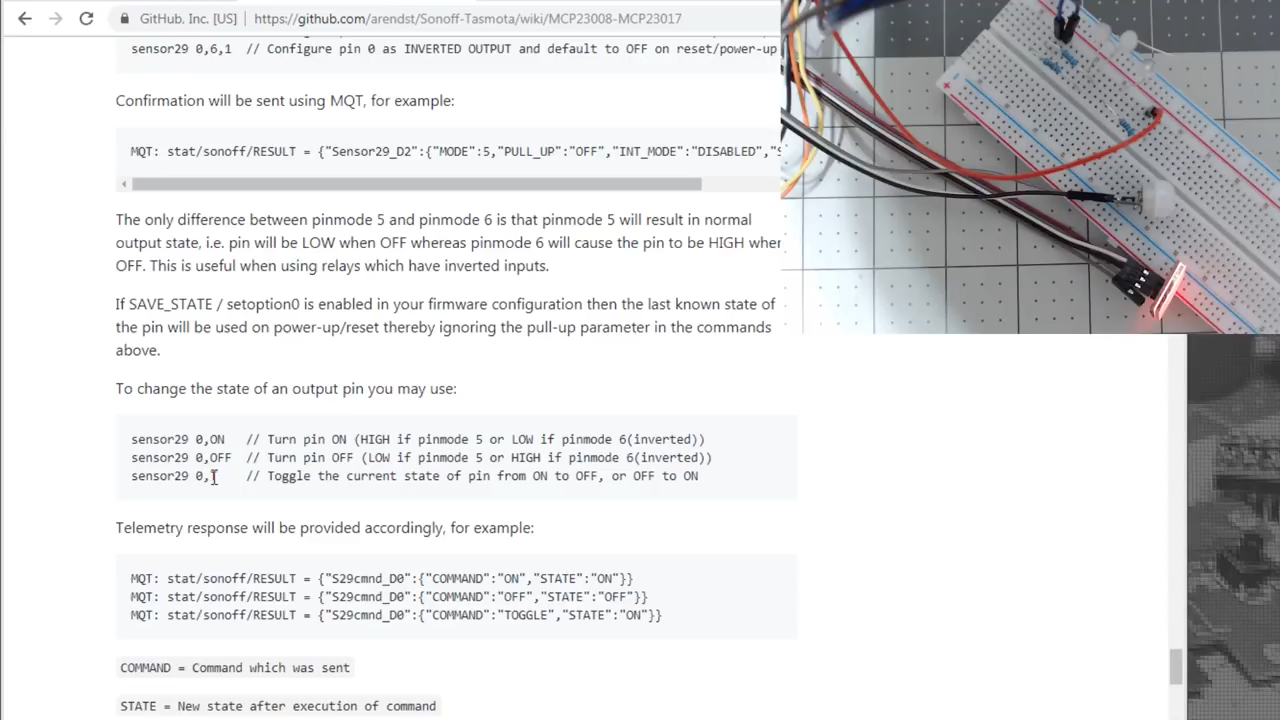 GitHub, Inc. [US] https://github.com/arendst/Sonoff-Tasmota/wiki/MCP23008-MCP23017
sensor29 0,6,1 // Configure pin 0 as INVERTED OUTPUT and default to OFF on reset/power-up
Confirmation will be sent using MQT, for example:
MQT: stat/sonoff/RESULT = {"Sensor29_D2":{"MODE":5,"PULL_UP":"OFF","INT_MODE":"DISABLED","S
The only difference between pinmode 5 and pinmode 6 is that pinmode 5 will result in normal
output state, i.e. pin will be LOW when OFF whereas pinmode 6 will cause the pin to be HIGH when
OFF. This is useful when using relays which have inverted inputs.
If SAVE_STATE / setoption0 is enabled in your firmware configuration then the last known state of
the pin will be used on power-up/reset thereby ignoring the pull-up parameter in the commands
above.
To change the state of an output pin you may use:
sensor29 0,ON // Turn pin ON (HIGH if pinmode 5 or LOW if pinmode 6(inverted))
sensor29 0,OFF // Turn pin OFF (LOW if pinmode 5 or HIGH if pinmode 6(inverted))
sensor29 0,T // Toggle the current state of pin from ON to OFF, or OFF to ON
Telemetry response will be provided accordingly, for example:
MQT: stat/sonoff/RESULT = {"S29cmnd_D0":{"COMMAND":"ON","STATE":"ON"}}
MQT: stat/sonoff/RESULT = {"S29cmnd_D0":{"COMMAND":"OFF","STATE":"OFF"}}
MQT: stat/sonoff/RESULT = {"S29cmnd_D0":{"COMMAND":"TOGGLE","STATE":"ON"}}
COMMAND = Command which was sent
STATE = New state after execution of command